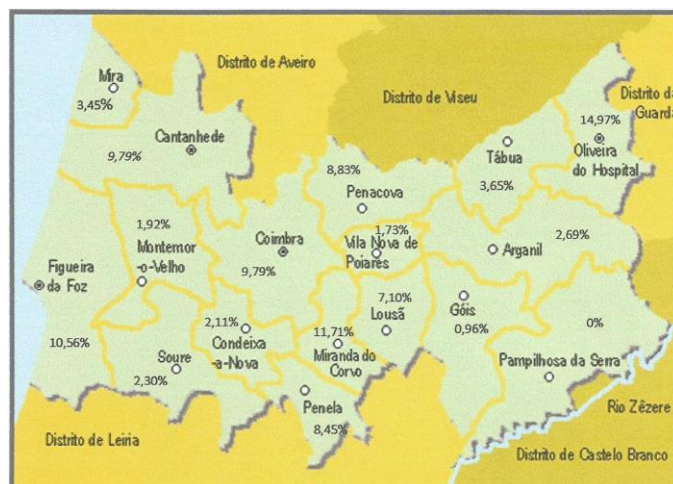 Distrito de Aveiro
Mira
3,45%
Distrito de Viseu
Distrito da
Guarda
14,97%
Oliveira
do Hospital
Cantanhede
9,79%
Tábua
3,65%
8,83%
Penacova
1,92%
Montemor
-o-Velho
Coimbra
9,79%
1,73%
Vila Nova de
Poiares
Arganil
2,69%
Figueira
da Foz
10,56%
2,11%
Condeixa
-a-Nova
7,10%
Lousã
Góis
0,96%
0%
Pampilhosa da Serra
11,71%
Miranda do
Corvo
Soure
2,30%
Penela
8,45%
Rio Zêzere
Distrito de Leiria
Distrito de Castelo Branco